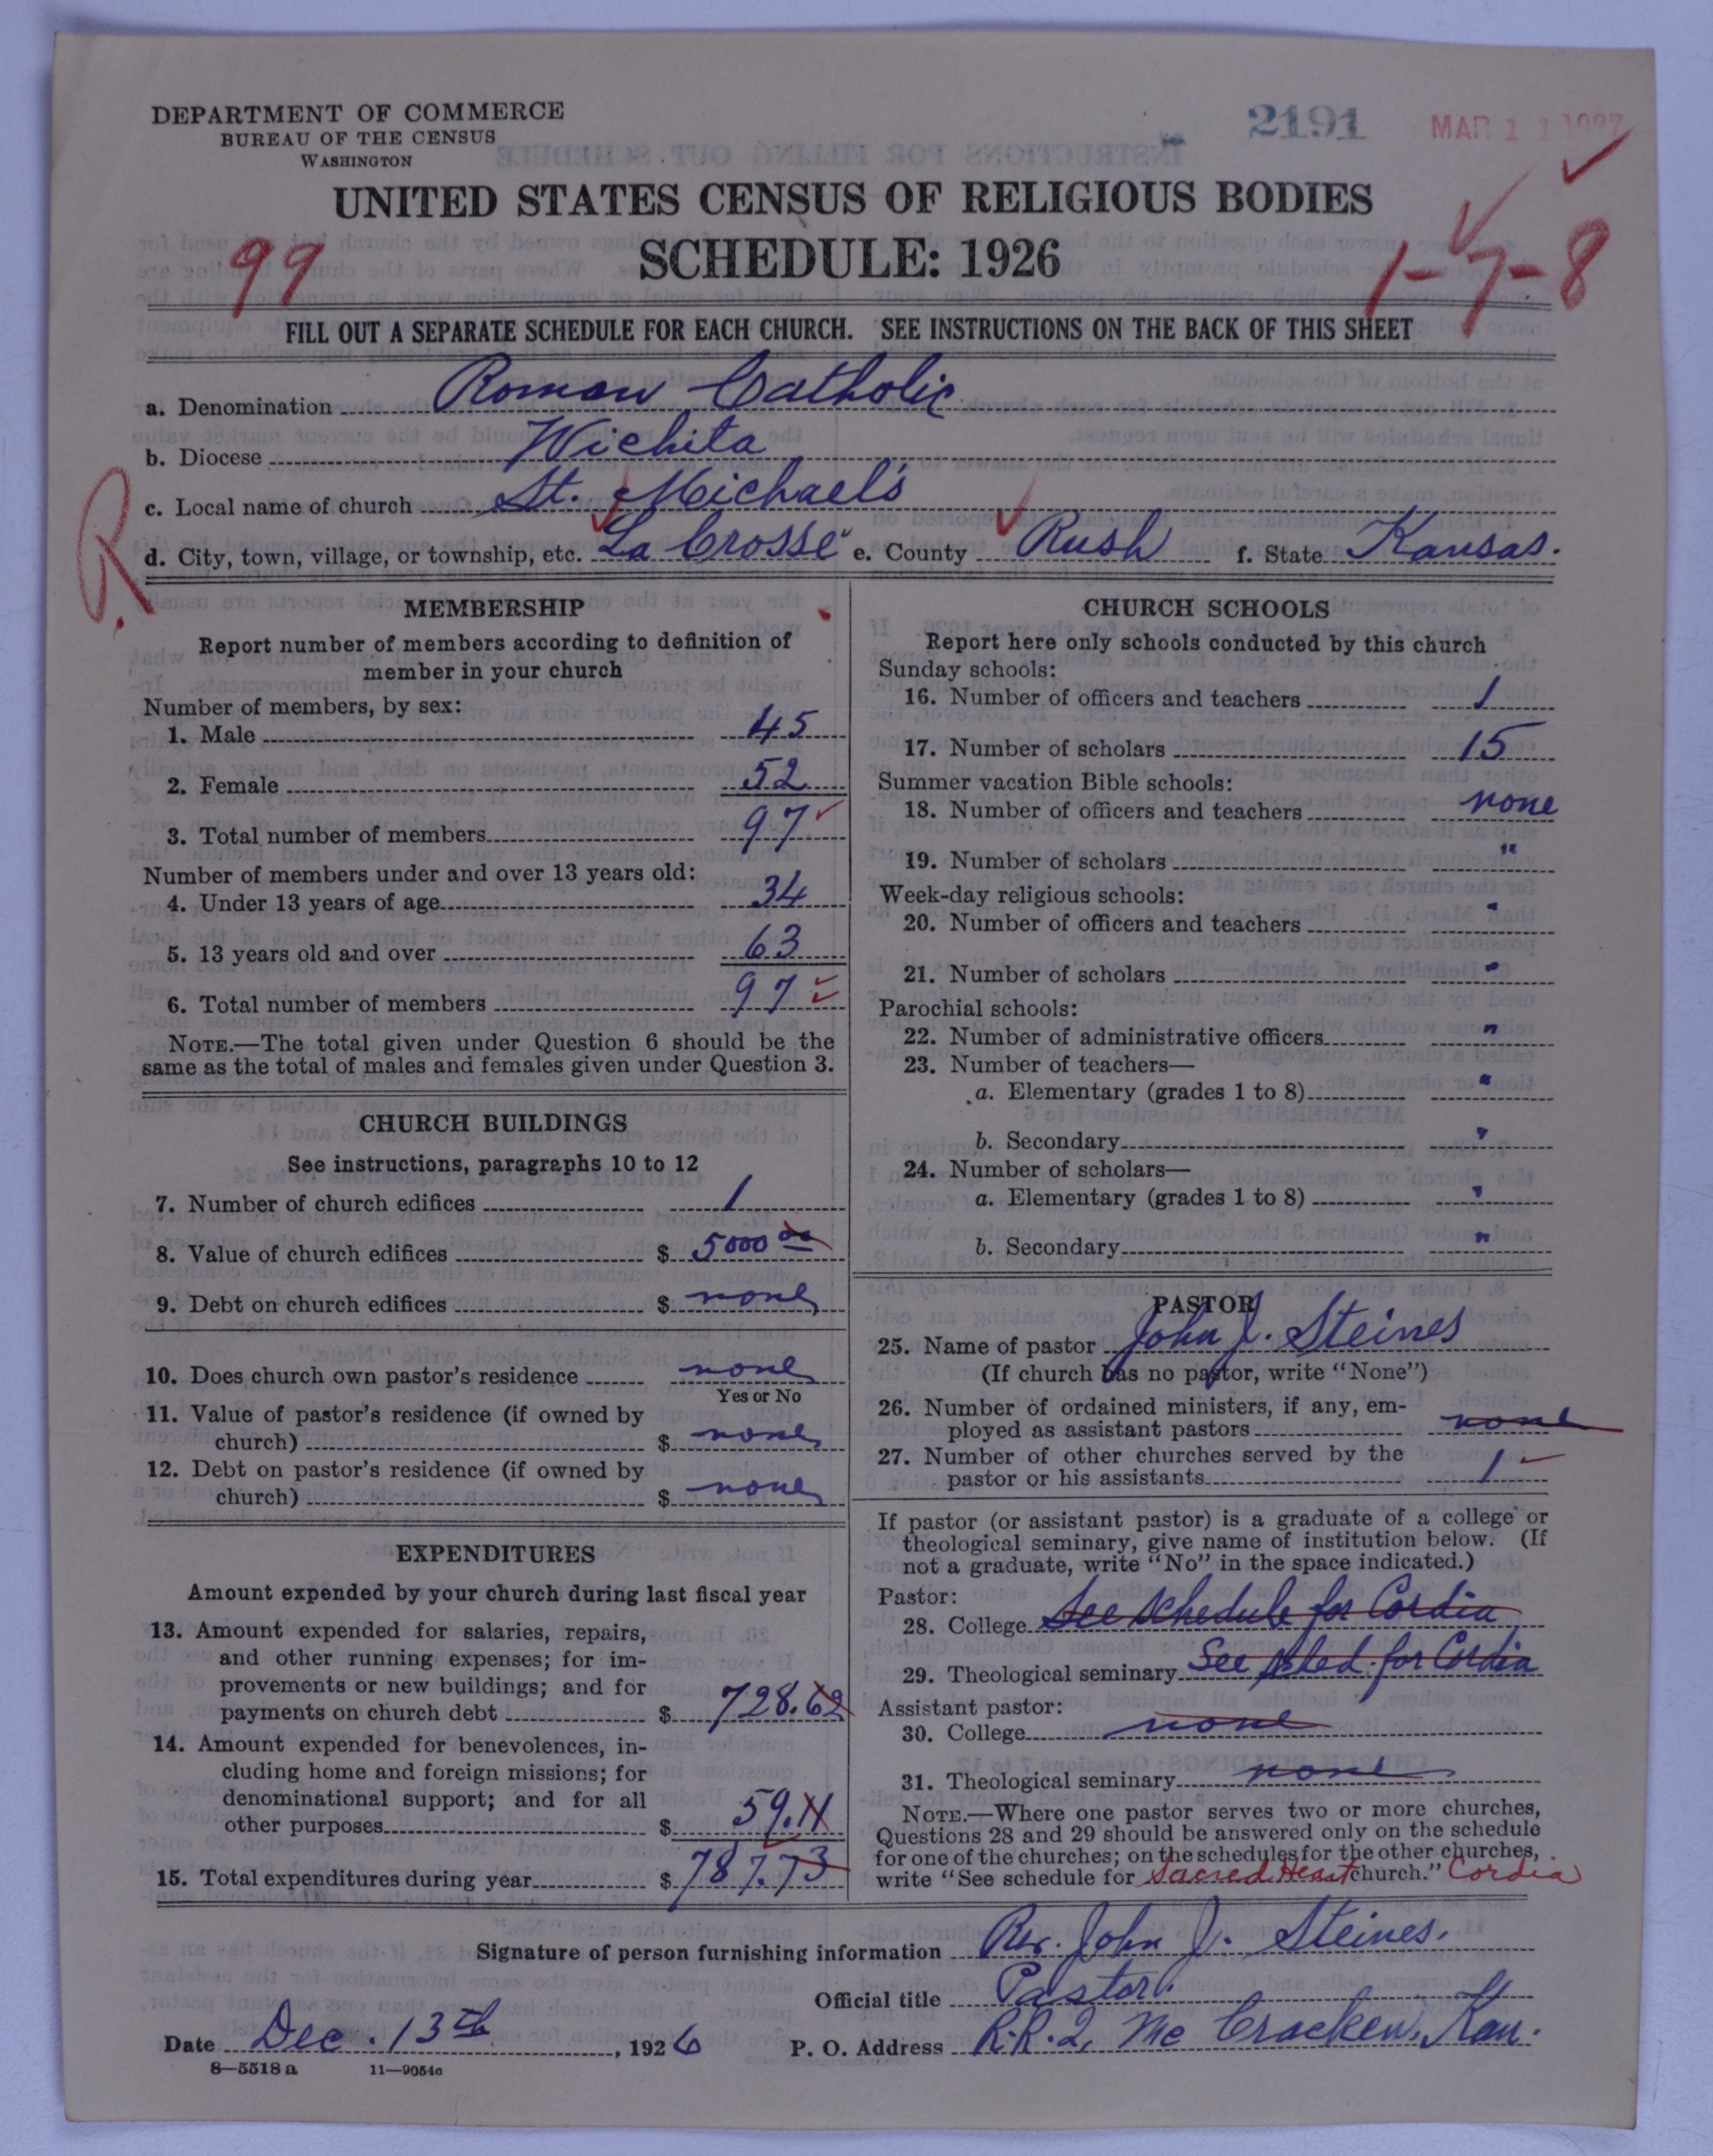 DEPARTMENT OF COMMERCE
BUREAU OF THE CENSUS
WASHINGTON
2191
MAR 11 1927
UNITED STATES CENSUS OF RELIGIOUS BODIES
SCHEDULE: 1926
99
1-7-8
FILL OUT A SEPARATE SCHEDULE FOR EACH CHURCH. SEE INSTRUCTIONS ON THE BACK OF THIS SHEET
a. Denomination Roman Catholic
b. Diocese Wichita
c. Local name of church St. Michael's
d. City, town, village, or township, etc. La Crosse e. County Rush f. State Kansas.
R
MEMBERSHIP
Report number of members according to definition of
member in your church
Number of members, by sex:
1. Male 45
2. Female 52
3. Total number of members 97
Number of members under and over 13 years old:
4. Under 13 years of age 34
5. 13 years old and over 63
6. Total number of members 97
NOTE.—The total given under Question 6 should be the
same as the total of males and females given under Question 3.
CHURCH BUILDINGS
See instructions, paragraphs 10 to 12
7. Number of church edifices 1
8. Value of church edifices $ 5000 00
9. Debt on church edifices $ none
10. Does church own pastor's residence none
Yes or No
11. Value of pastor's residence (if owned by
church) $ none
12. Debt on pastor's residence (if owned by
church) $ none
EXPENDITURES
Amount expended by your church during last fiscal year
13. Amount expended for salaries, repairs,
and other running expenses; for im-
provements or new buildings; and for
payments on church debt $ 728.62
14. Amount expended for benevolences, in-
cluding home and foreign missions; for
denominational support; and for all
other purposes $ 59.11
15. Total expenditures during year $ 787.73
CHURCH SCHOOLS
Report here only schools conducted by this church
Sunday schools:
16. Number of officers and teachers 1
17. Number of scholars 15
Summer vacation Bible schools:
18. Number of officers and teachers none
19. Number of scholars "
Week-day religious schools:
20. Number of officers and teachers "
21. Number of scholars "
Parochial schools:
22. Number of administrative officers "
23. Number of teachers—
a. Elementary (grades 1 to 8) "
b. Secondary "
24. Number of scholars—
a. Elementary (grades 1 to 8) "
b. Secondary "
PASTOR
25. Name of pastor John J. Steines
(If church has no pastor, write "None")
26. Number of ordained ministers, if any, em-
ployed as assistant pastors none
27. Number of other churches served by the
pastor or his assistants 1
If pastor (or assistant pastor) is a graduate of a college or
theological seminary, give name of institution below. (If
not a graduate, write "No" in the space indicated.)
Pastor:
28. College See schedule for Cordia
29. Theological seminary See sched. for Cordia
Assistant pastor:
30. College none
31. Theological seminary none
NOTE.—Where one pastor serves two or more churches,
Questions 28 and 29 should be answered only on the schedule
for one of the churches; on the schedules for the other churches,
write "See schedule for Sacred Heart church." Cordia
Signature of person furnishing information Rev. John J. Steines.
Official title Pastor.
Date Dec. 13th, 1926 P. O. Address R.R.2, Mc Cracken, Kan.
8—5518 a 11—9054c